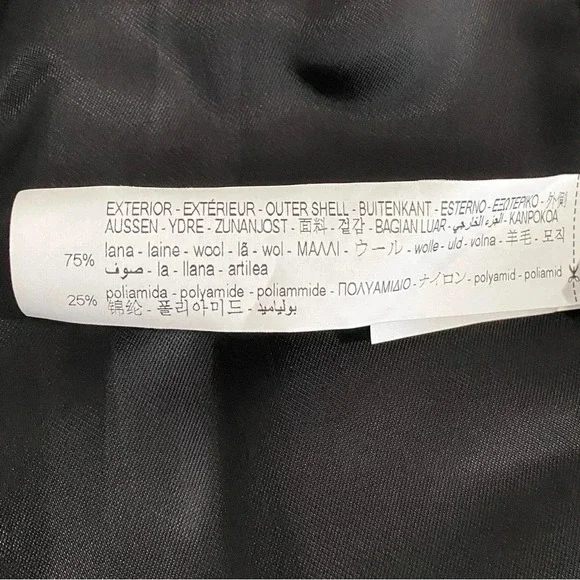 EXTERIOR - EXTÉRIEUR - OUTER SHELL - BUITENKANT - ESTERNO - ΕΞΩΤΕΡΙΚΟ - 外側
AUSSEN - YDRE - ZUNANJOST - 面料 - 겉감 - BAGIAN LUAR - الجزء الخارجي - KANPOKOA
75% lana - laine - wool - lã - wol - ΜΑΛΛΙ - ウール - wolle - uld - volna - 羊毛 - 모직
صوف - la - llana - artilea
25% poliamida - polyamide - poliammide - ΠΟΛΥΑΜΙΔΙΟ - ナイロン - polyamid - poliamid
锦纶 - 폴리아미드 - بوليأميد